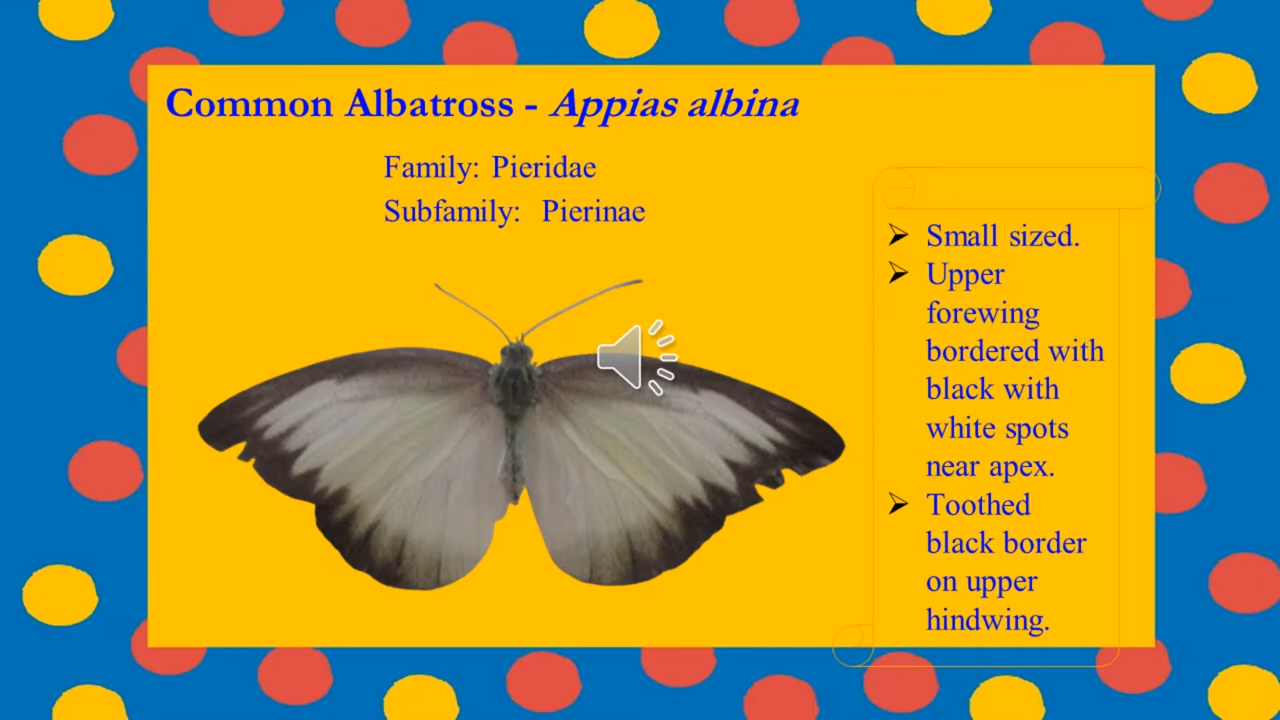 Common Albatross - Appias albina
Family: Pieridae
Subfamily: Pierinae
➢ Small sized.
➢ Upper
forewing
bordered with
black with
white spots
near apex.
➢ Toothed
black border
on upper
hindwing.